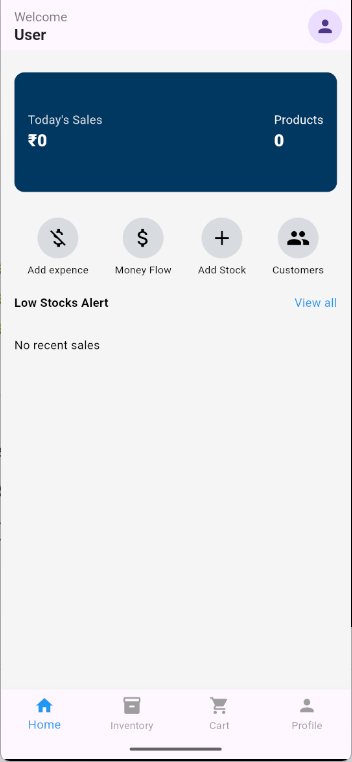 Welcome
User
Today's Sales
Products
₹0
0
Add expence
Money Flow
Add Stock
Customers
Low Stocks Alert
View all
No recent sales
Home
Inventory
Cart
Profile